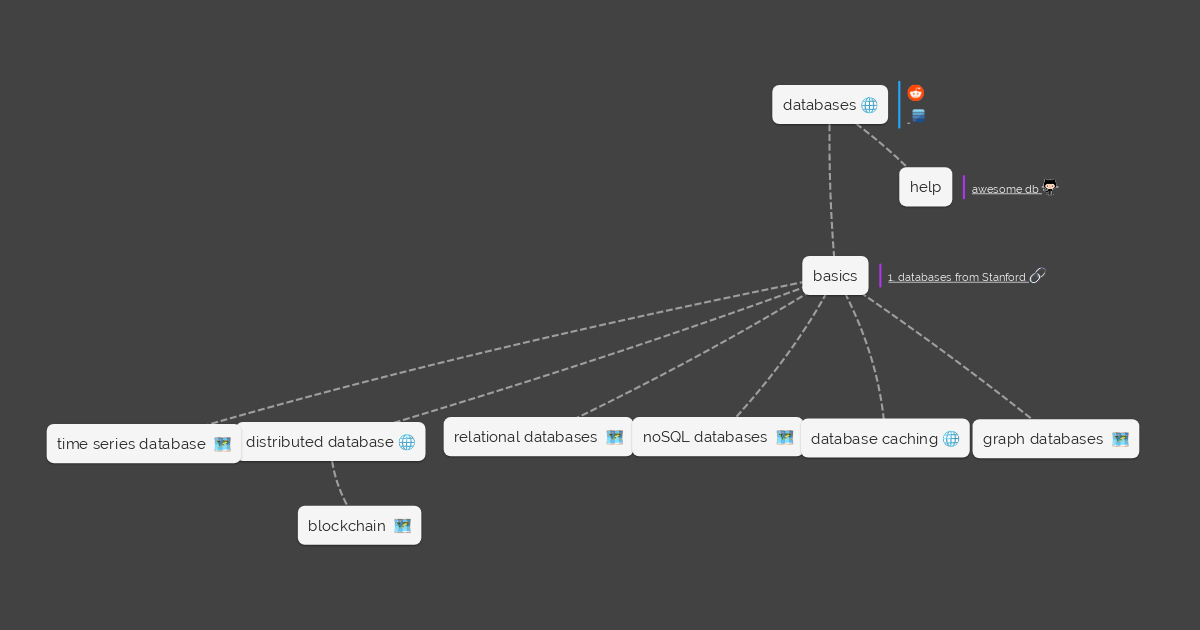 databases
help
awesome db
basics
1. databases from Stanford
time series database
distributed database
relational databases
noSQL databases
database caching
graph databases
blockchain